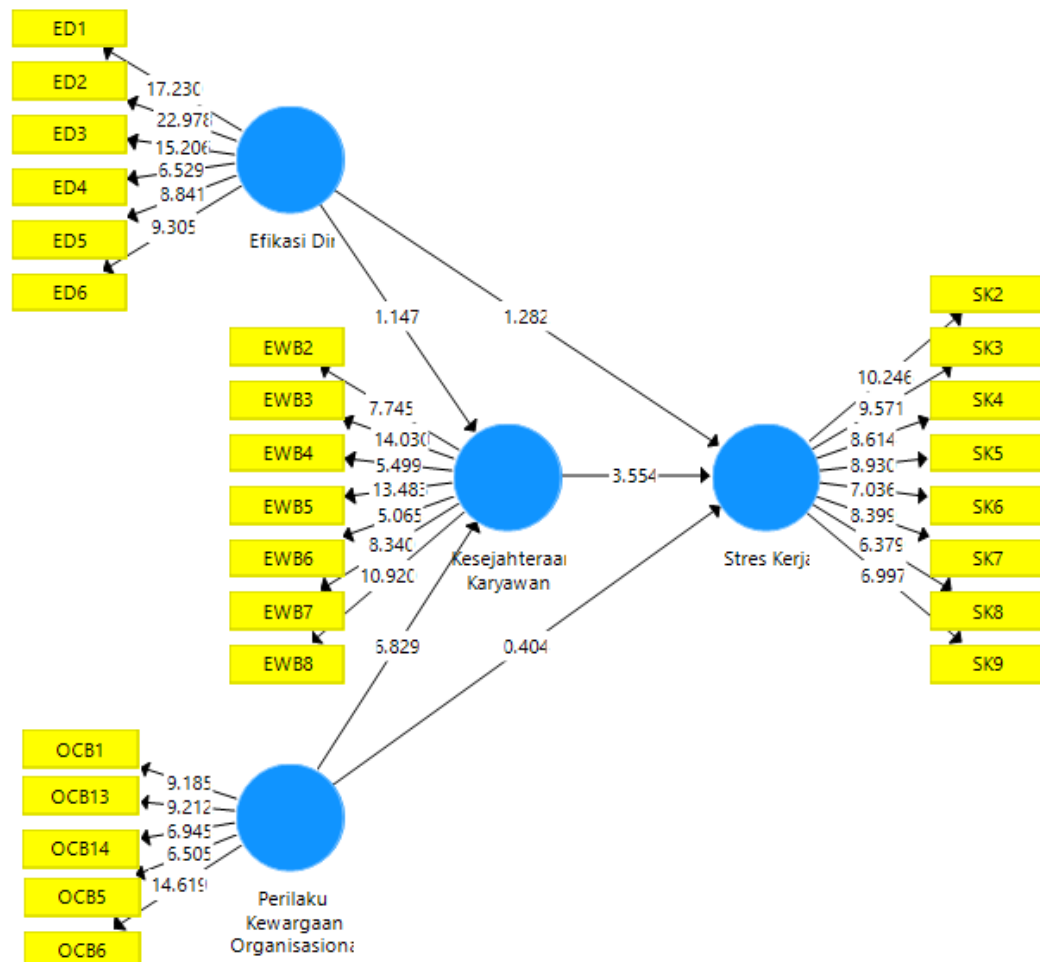 ED1
ED2
ED3
ED4
ED5
ED6
17.230
22.978
15.206
6.529
8.841
9.305
Efikasi Dir
1.147
1.282
EWB2
EWB3
EWB4
EWB5
EWB6
EWB7
EWB8
7.745
14.030
5.499
13.483
5.065
8.340
10.920
Kesejahteraan
Karyawan
3.554
Stres Kerja
SK2
SK3
SK4
SK5
SK6
SK7
SK8
SK9
10.246
9.571
8.614
8.930
7.036
8.399
6.379
6.997
0.404
OCB1
OCB13
OCB14
OCB5
OCB6
9.185
9.212
6.945
6.505
14.619
Perilaku
Kewargaan
Organisasiona